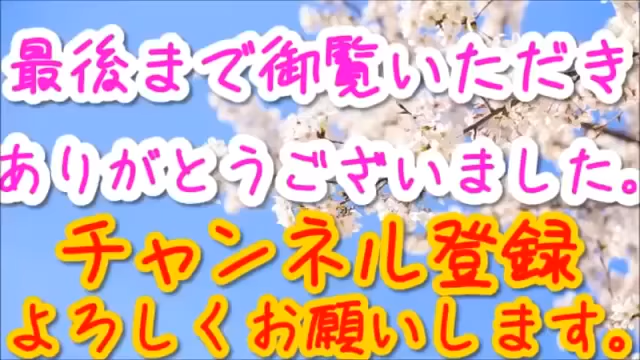 最後まで御覧いただき
ありがとうございました。
チャンネル登録
よろしくお願いします。